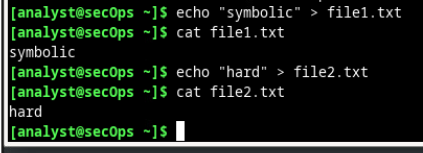 [analyst@secOps ~]$ echo "symbolic" > file1.txt
[analyst@secOps ~]$ cat file1.txt
symbolic
[analyst@secOps ~]$ echo "hard" > file2.txt
[analyst@secOps ~]$ cat file2.txt
hard
[analyst@secOps ~]$